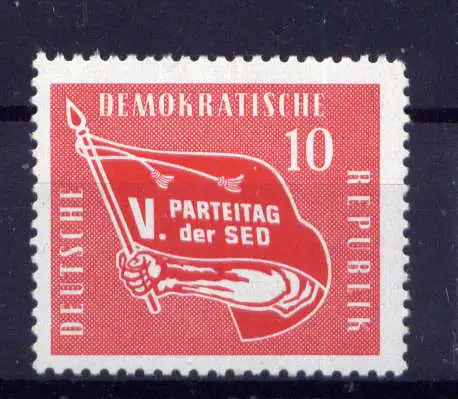 DEUTSCHE
DEMOKRATISCHE
REPUBLIK
10
V. PARTEITAG
der SED